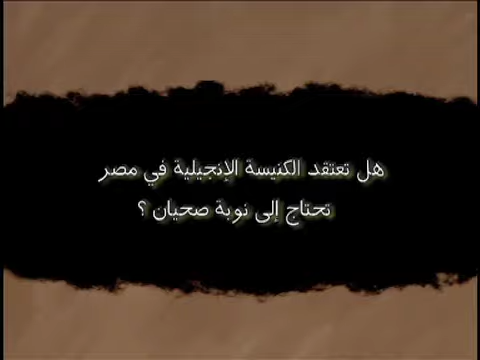 هل تعتقد الكنيسة الإنجيلية في مصر
تحتاج إلى نوبة صحيان ؟